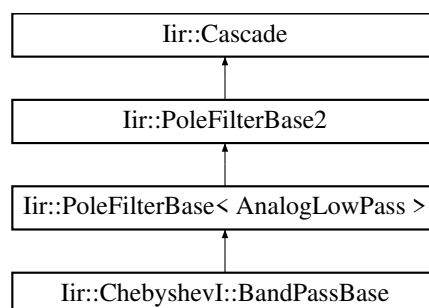 Iir::Cascade
Iir::PoleFilterBase2
Iir::PoleFilterBase< AnalogLowPass >
Iir::ChebyshevI::BandPassBase